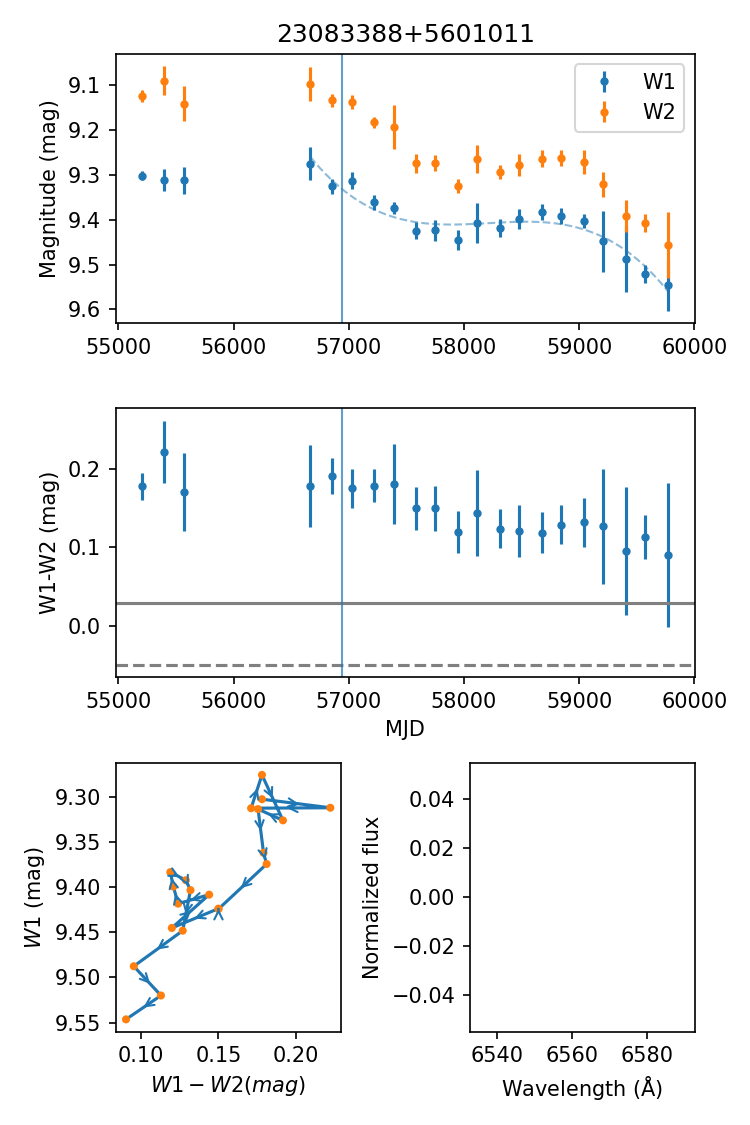 23083388+5601011
Magnitude (mag)
9.1
9.2
9.3
9.4
9.5
9.6
W1
W2
55000 56000 57000 58000 59000 60000
W1-W2 (mag)
0.2
0.1
0.0
55000 56000 57000 58000 59000 60000
MJD
W1 (mag)
9.30
9.35
9.40
9.45
9.50
9.55
0.10 0.15 0.20
W1 − W2(mag)
Normalized flux
0.04
0.02
0.00
−0.02
−0.04
6540 6560 6580
Wavelength (Å)